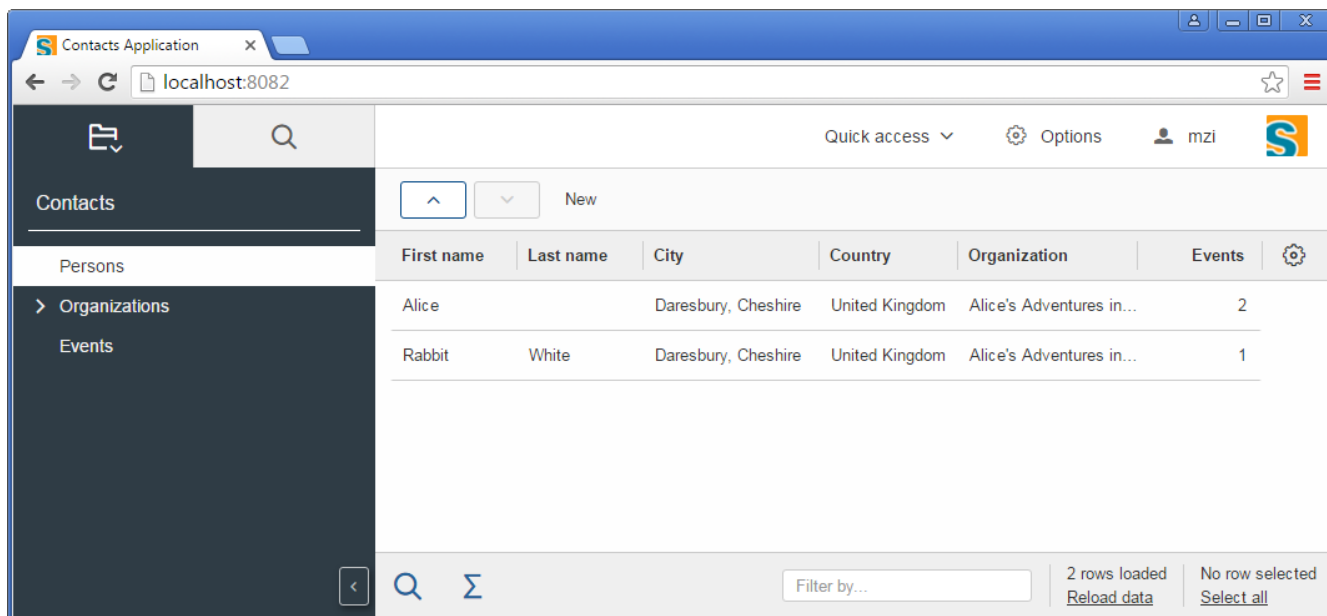 Contacts Application
localhost:8082
Quick access
Options
mzi
Contacts
New
Persons
Organizations
Events
First name Last name City Country Organization Events
Alice Daresbury, Cheshire United Kingdom Alice's Adventures in... 2
Rabbit White Daresbury, Cheshire United Kingdom Alice's Adventures in... 1
Filter by...
2 rows loaded
Reload data
No row selected
Select all